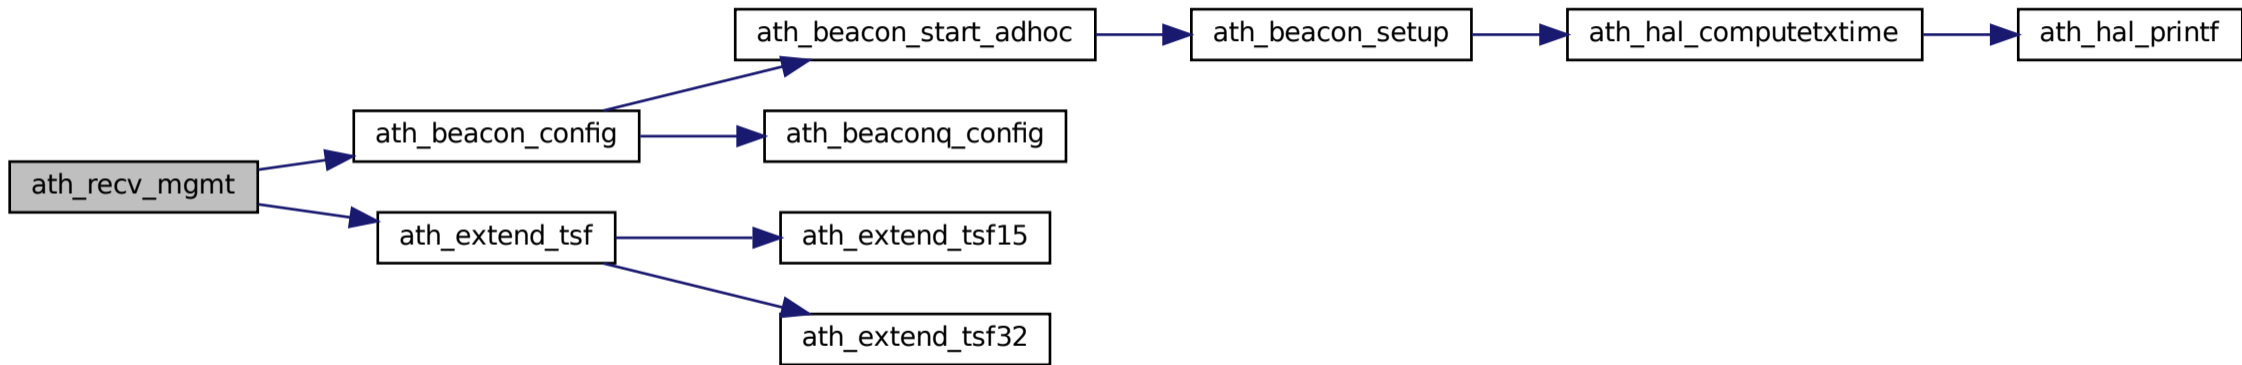 ath_beacon_start_adhoc
ath_beacon_setup
ath_hal_computetxtime
ath_hal_printf
ath_beacon_config
ath_beaconq_config
ath_recv_mgmt
ath_extend_tsf
ath_extend_tsf15
ath_extend_tsf32